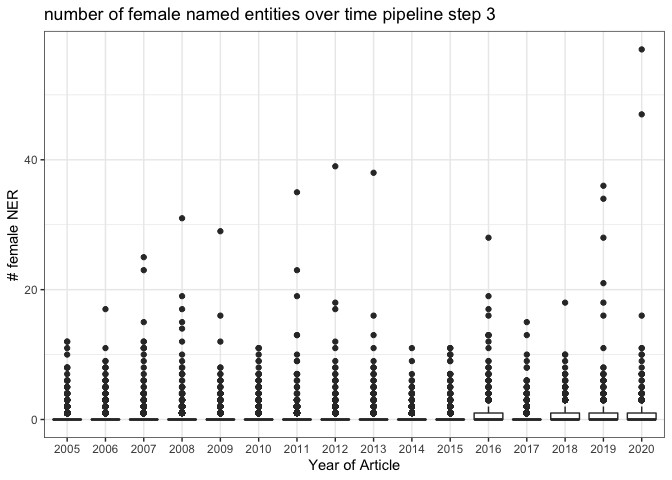 number of female named entities over time pipeline step 3
# female NER
40
20
0
2005 2006 2007 2008 2009 2010 2011 2012 2013 2014 2015 2016 2017 2018 2019 2020
Year of Article